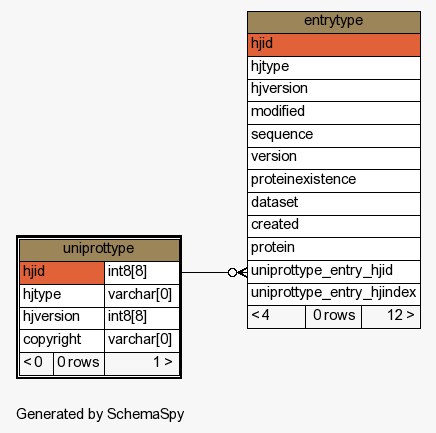 entrytype
hjid
hjtype
hjversion
modified
sequence
version
proteinexistence
dataset
created
protein
uniprottype_entry_hjid
uniprottype_entry_hjindex
< 4 0 rows 12 >
uniprottype
hjid int8[8]
hjtype varchar[0]
hjversion int8[8]
copyright varchar[0]
< 0 0 rows 1 >
Generated by SchemaSpy